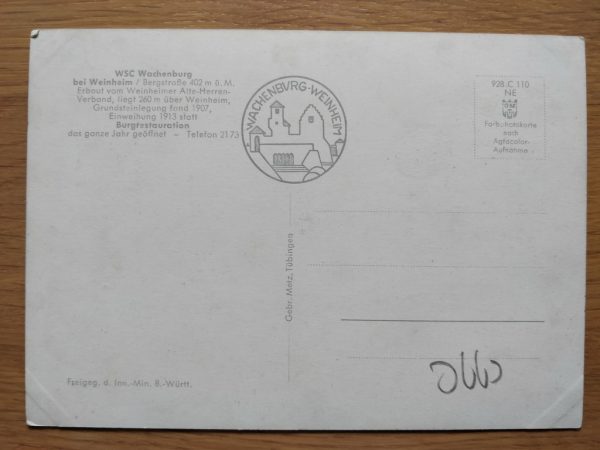 WSC Wachenburg
bei Weinheim / Bergstraße 402 m ü. M.
Erbaut vom Weinheimer Alte-Herren-
Verband, liegt 260 m über Weinheim,
Grundsteinlegung fand 1907,
Einweihung 1913 statt
Burgrestauration
das ganze Jahr geöffnet – Telefon 2173
WACHENBURG·WEINHEIM
928 C 110
NE
Farbschutzkarte
nach
Agfacolor-
Aufnahme
Gebr. Metz, Tübingen
Freigeg. d. Inn.-Min. B.-Württ.